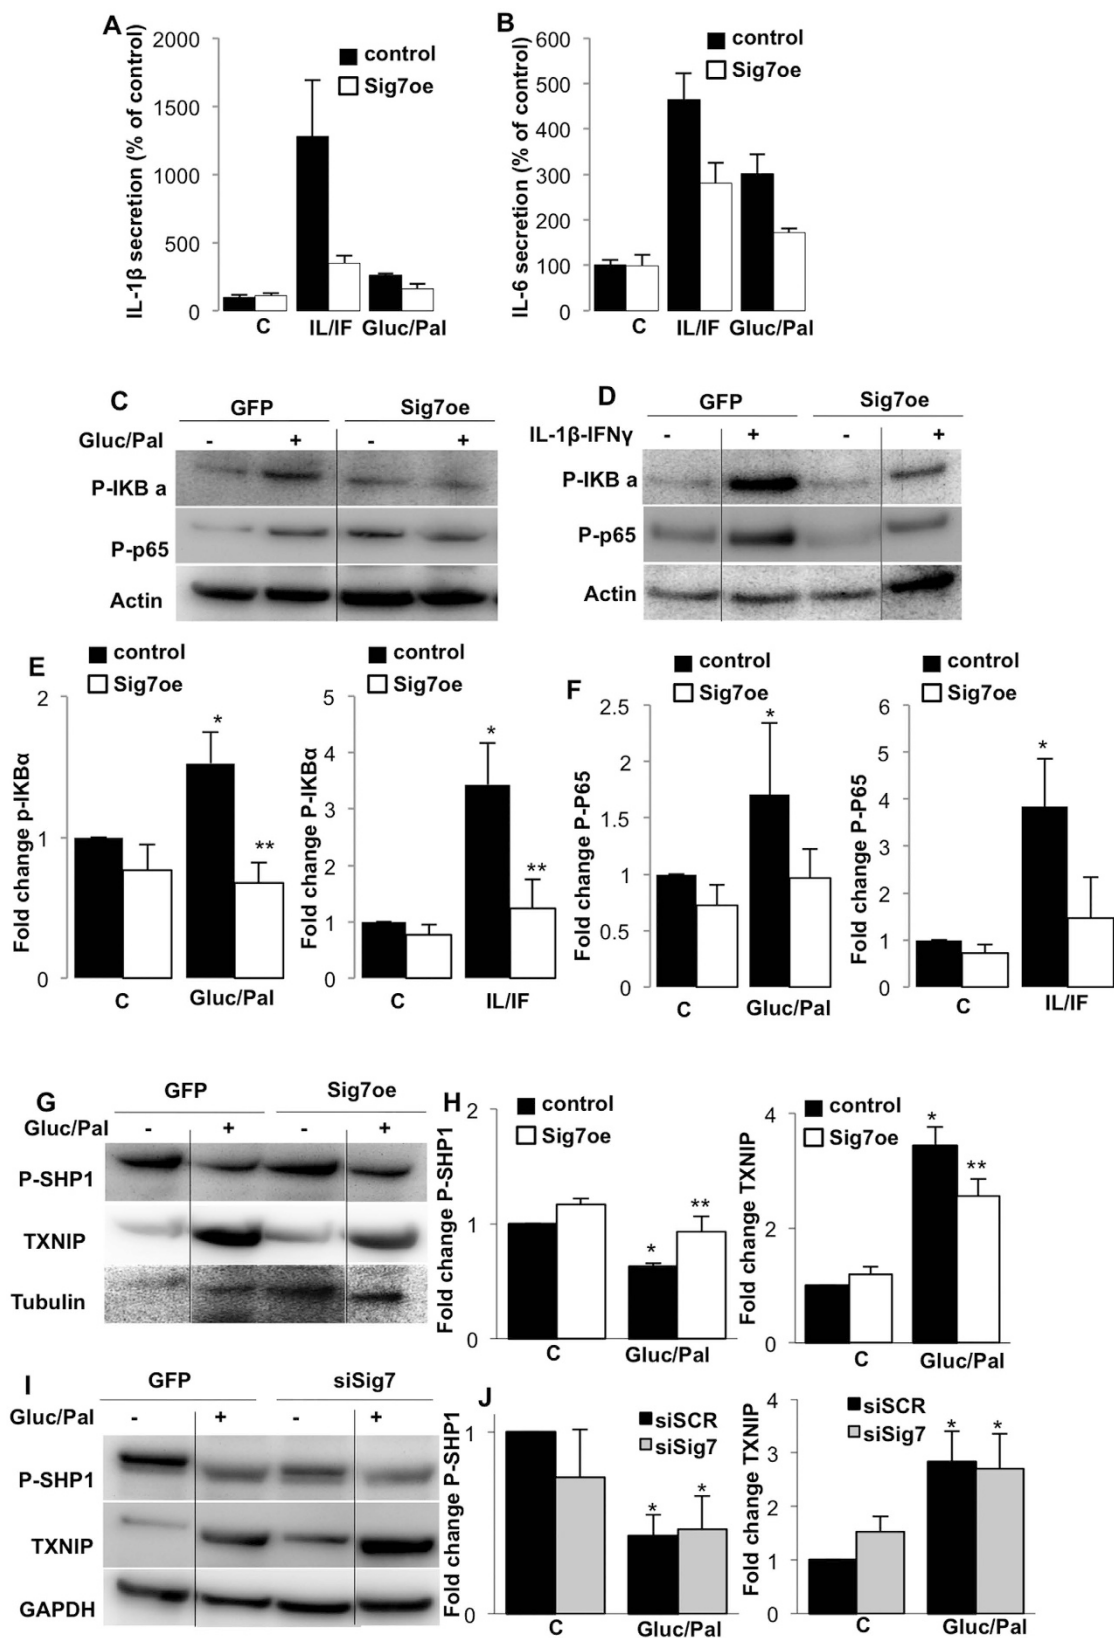 A
IL-1β secretion (% of control)
2000
1500
1000
500
0
control
Sig7oe
C IL/IF Gluc/Pal
B
IL-6 secretion (% of control)
600
500
400
300
200
100
0
control
Sig7oe
C IL/IF Gluc/Pal
C
GFP Sig7oe
Gluc/Pal - + - +
P-IKB a
P-p65
Actin
D
GFP Sig7oe
IL-1β-IFNγ - + - +
P-IKB a
P-p65
Actin
E
control
Sig7oe
Fold change p-IKBα
2
1
0
*
**
C Gluc/Pal
control
Sig7oe
Fold change P-IKBα
5
4
3
2
1
0
*
**
C IL/IF
F
control
Sig7oe
Fold change P-P65
2.5
2
1.5
1
0.5
0
*
C Gluc/Pal
control
Sig7oe
Fold change P-P65
6
5
4
3
2
1
0
*
C IL/IF
G
GFP Sig7oe
Gluc/Pal - + - +
P-SHP1
TXNIP
Tubulin
H
control
Sig7oe
Fold change P-SHP1
2
1
0
*
**
C Gluc/Pal
control
Sig7oe
Fold change TXNIP
4
2
0
*
**
C Gluc/Pal
I
GFP siSig7
Gluc/Pal - + - +
P-SHP1
TXNIP
GAPDH
J
siSCR
siSig7
Fold change P-SHP1
1
0
*
*
C Gluc/Pal
siSCR
siSig7
Fold change TXNIP
4
3
2
1
0
*
*
C Gluc/Pal